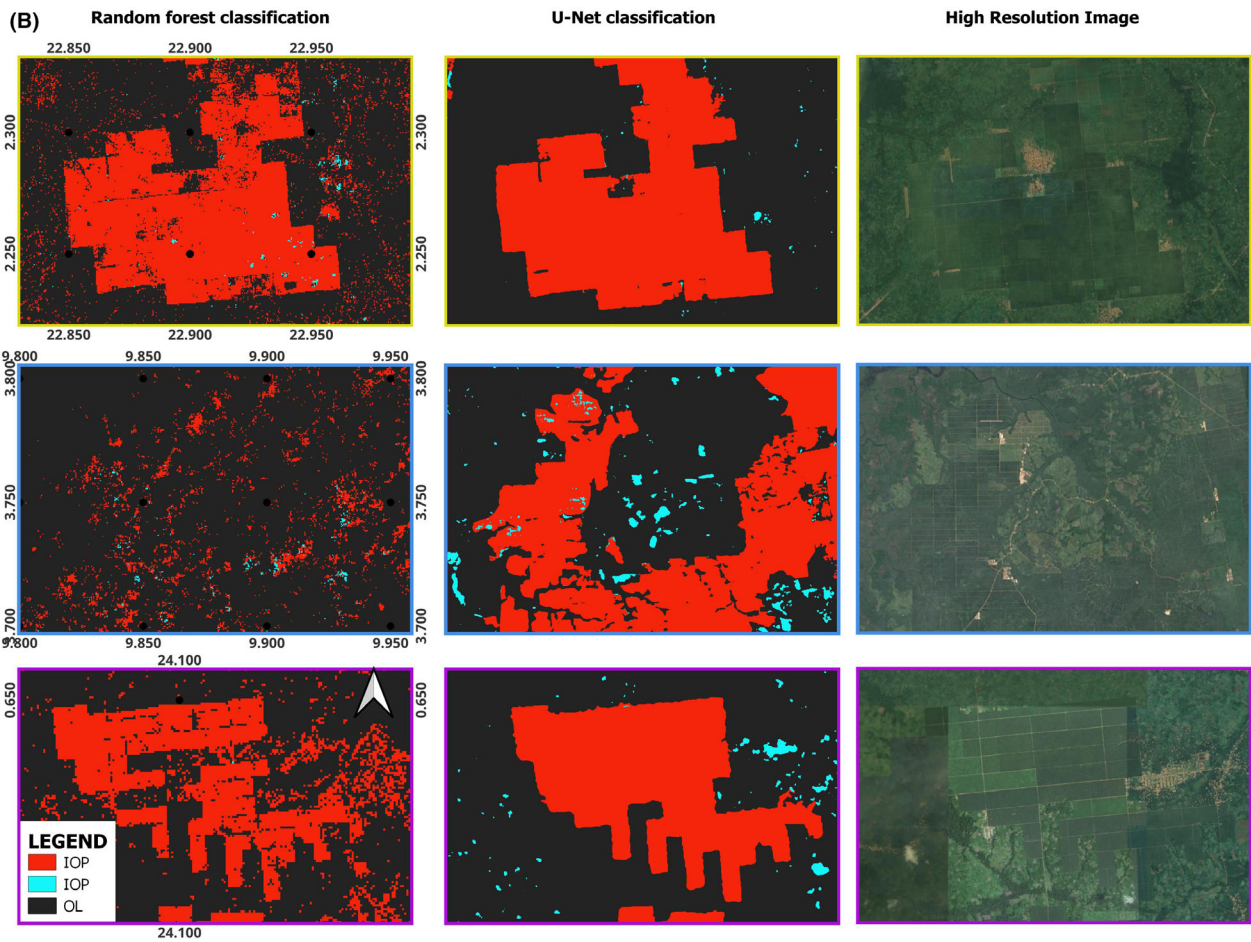 (B)
Random forest classification
U-Net classification
High Resolution Image
22.850 22.900 22.950
2.300
2.300
2.250
2.250
22.850 22.900 22.950
9.800 9.850 9.900 9.950
3.800
3.800
3.750
3.750
3.700
3.700
9.800 9.850 9.900 9.950
24.100
0.650
0.650
LEGEND
IOP
IOP
OL
24.100